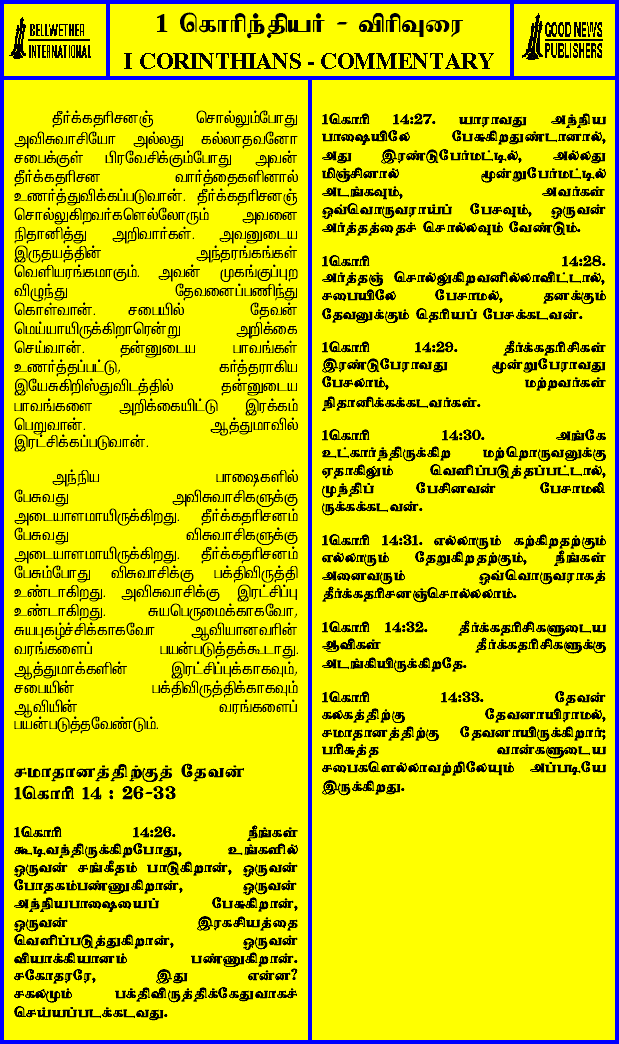 BELLWETHER
INTERNATIONAL
1 கொரிந்தியர் - விரிவுரை
I CORINTHIANS - COMMENTARY
GOOD NEWS
PUBLISHERS
தீர்க்கதரிசனஞ் சொல்லும்போது
அவிசுவாசியோ அல்லது கல்லாதவனோ
சபைக்குள் பிரவேசிக்கும்போது அவன்
தீர்க்கதரிசன வார்த்தைகளினால்
உணர்த்துவிக்கப்படுவான். தீர்க்கதரிசனஞ்
சொல்லுகிறவர்களெல்லோரும் அவனை
நிதானித்து அறிவார்கள். அவனுடைய
இருதயத்தின் அந்தரங்கங்கள்
வெளியரங்கமாகும். அவன் முகங்குப்புற
விழுந்து தேவனைப்பணிந்து
கொள்வான். சபையில் தேவன்
மெய்யாயிருக்கிறாரென்று அறிக்கை
செய்வான். தன்னுடைய பாவங்கள்
உணர்த்தப்பட்டு, கர்த்தராகிய
இயேசுகிறிஸ்துவிடத்தில் தன்னுடைய
பாவங்களை அறிக்கையிட்டு இரக்கம்
பெறுவான். ஆத்துமாவில்
இரட்சிக்கப்படுவான்.
அந்நிய பாஷைகளில்
பேசுவது அவிசுவாசிகளுக்கு
அடையாளமாயிருக்கிறது. தீர்க்கதரிசனம்
பேசுவது விசுவாசிகளுக்கு
அடையாளமாயிருக்கிறது. தீர்க்கதரிசனம்
பேசும்போது விசுவாசிக்கு பக்திவிருத்தி
உண்டாகிறது. அவிசுவாசிக்கு இரட்சிப்பு
உண்டாகிறது. சுயபெருமைக்காகவோ,
சுயபுகழ்ச்சிக்காகவோ ஆவியானவரின்
வரங்களைப் பயன்படுத்தக்கூடாது.
ஆத்துமாக்களின் இரட்சிப்புக்காகவும்,
சபையின் பக்திவிருத்திக்காகவும்
ஆவியின் வரங்களைப்
பயன்படுத்தவேண்டும்.
சமாதானத்திற்குத் தேவன்
1கொரி 14 : 26-33
1கொரி 14:26. நீங்கள்
கூடிவந்திருக்கிறபோது, உங்களில்
ஒருவன் சங்கீதம் பாடுகிறான், ஒருவன்
போதகம்பண்ணுகிறான், ஒருவன்
அந்நியபாஷையைப் பேசுகிறான்,
ஒருவன் இரகசியத்தை
வெளிப்படுத்துகிறான், ஒருவன்
வியாக்கியானம் பண்ணுகிறான்.
சகோதரரே, இது என்ன?
சகலமும் பக்திவிருத்திக்கேதுவாகச்
செய்யப்படக்கடவது.
1கொரி 14:27. யாராவது அந்நிய
பாஷையிலே பேசுகிறதுண்டானால்,
அது இரண்டுபேர்மட்டில், அல்லது
மிஞ்சினால் மூன்றுபேர்மட்டில்
அடங்கவும், அவர்கள்
ஒவ்வொருவராய்ப் பேசவும், ஒருவன்
அர்த்தத்தைச் சொல்லவும் வேண்டும்.
1கொரி 14:28.
அர்த்தஞ் சொல்லுகிறவனில்லாவிட்டால்,
சபையிலே பேசாமல், தனக்கும்
தேவனுக்கும் தெரியப் பேசக்கடவன்.
1கொரி 14:29. தீர்க்கதரிசிகள்
இரண்டுபேராவது மூன்றுபேராவது
பேசலாம், மற்றவர்கள்
நிதானிக்கக்கடவர்கள்.
1கொரி 14:30. அங்கே
உட்கார்ந்திருக்கிற மற்றொருவனுக்கு
ஏதாகிலும் வெளிப்படுத்தப்பட்டால்,
முந்திப் பேசினவன் பேசாமலி
ருக்கக்கடவன்.
1கொரி 14:31. எல்லாரும் கற்கிறதற்கும்
எல்லாரும் தேறுகிறதற்கும், நீங்கள்
அனைவரும் ஒவ்வொருவராகத்
தீர்க்கதரிசனஞ்சொல்லலாம்.
1கொரி 14:32. தீர்க்கதரிசிகளுடைய
ஆவிகள் தீர்க்கதரிசிகளுக்கு
அடங்கியிருக்கிறதே.
1கொரி 14:33. தேவன்
கலகத்திற்கு தேவனாயிராமல்,
சமாதானத்திற்கு தேவனாயிருக்கிறார்;
பரிசுத்த வான்களுடைய
சபைகளெல்லாவற்றிலேயும் அப்படியே
இருக்கிறது.